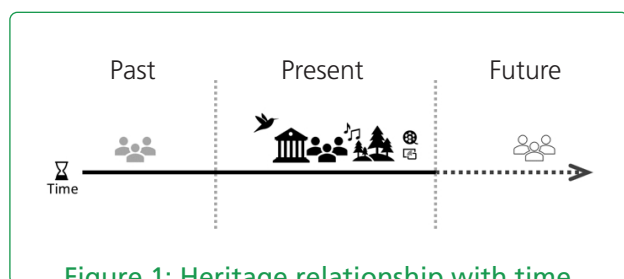 Past Present Future
Time
Figure 1: Heritage relationship with time